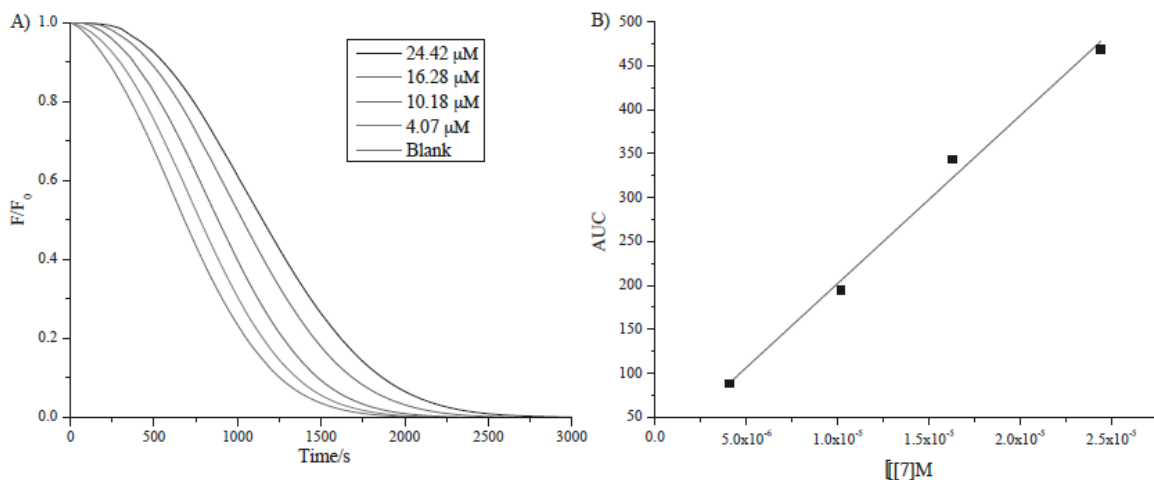 A)
1.0
0.8
0.6
0.4
0.2
0.0
F/F₀
24.42 μM
16.28 μM
10.18 μM
4.07 μM
Blank
0 500 1000 1500 2000 2500 3000
Time/s
B)
500
450
400
350
300
250
200
150
100
50
AUC
0.0 5.0x10⁻⁶ 1.0x10⁻⁵ 1.5x10⁻⁵ 2.0x10⁻⁵ 2.5x10⁻⁵
[[[7]M